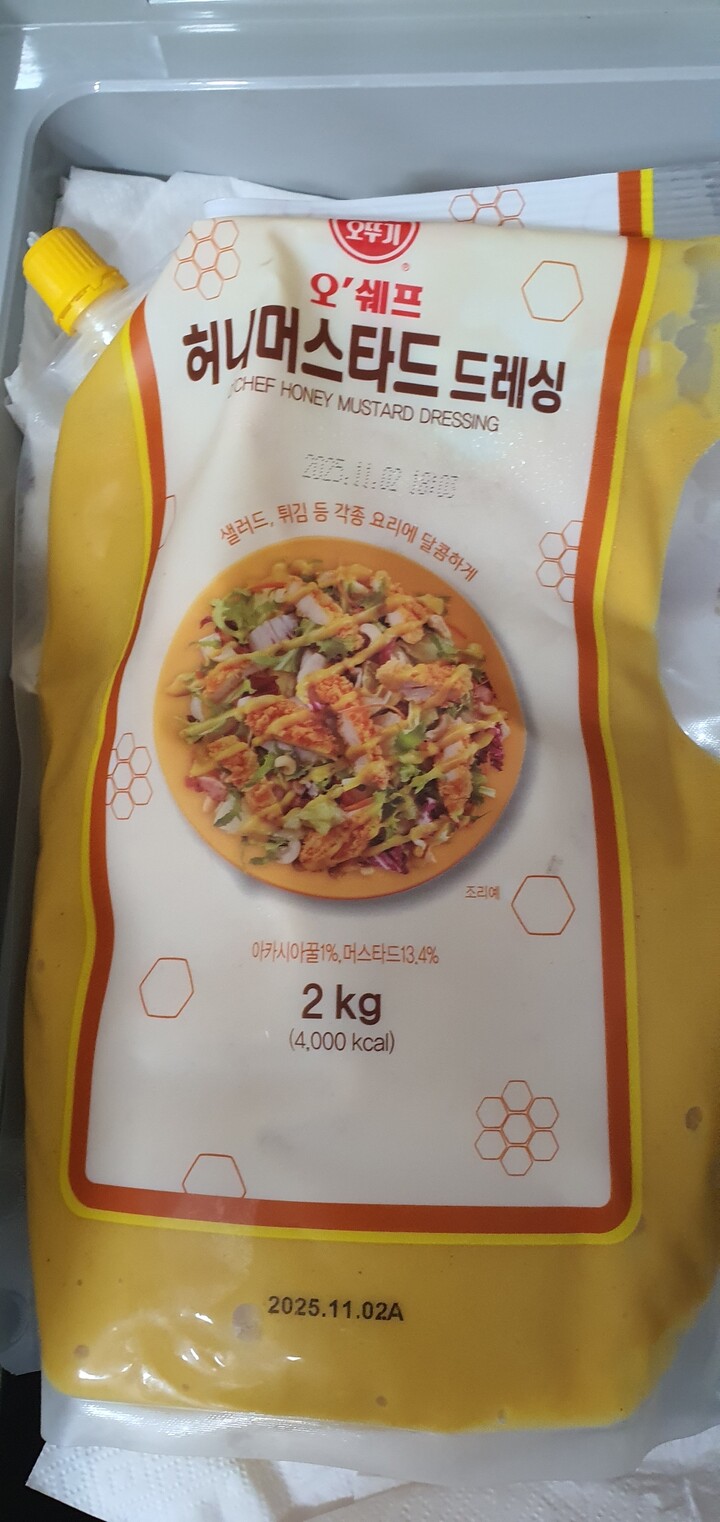 오뚜기
®
오'쉐프
허니머스타드 드레싱
CHEF HONEY MUSTARD DRESSING
2025.11.02
샐러드, 튀김 등 각종 요리에 달콤하게
조리예
아카시아꿀1%,머스타드13.4%
2 kg
(4,000 kcal)
2025.11.02A